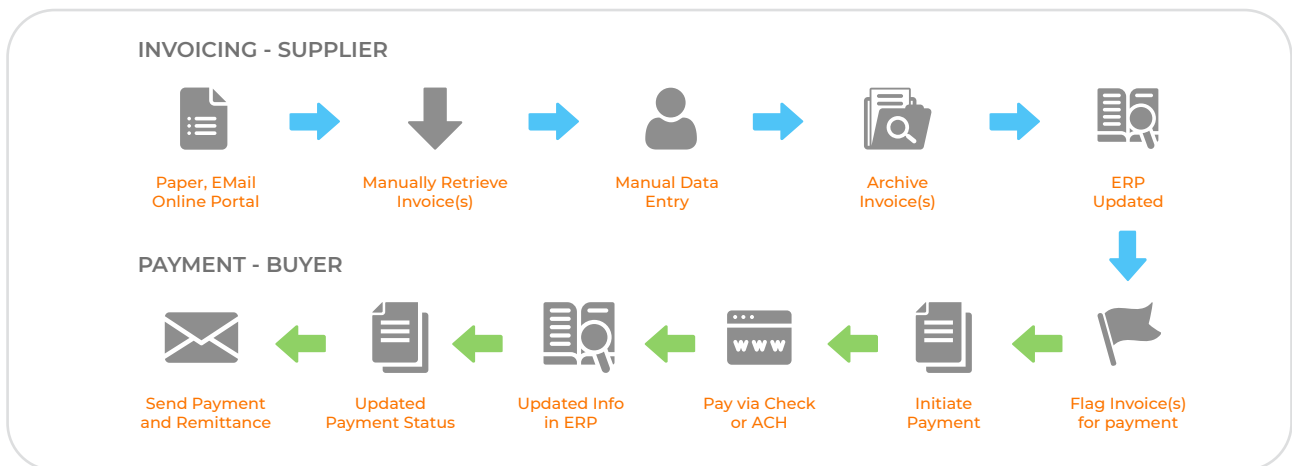 INVOICING - SUPPLIER
Paper, EMail
Online Portal
Manually Retrieve
Invoice(s)
Manual Data
Entry
Archive
Invoice(s)
ERP
Updated
PAYMENT - BUYER
www
Send Payment
and Remittance
Updated
Payment Status
Updated Info
in ERP
Pay via Check
or ACH
Initiate
Payment
Flag Invoice(s)
for payment